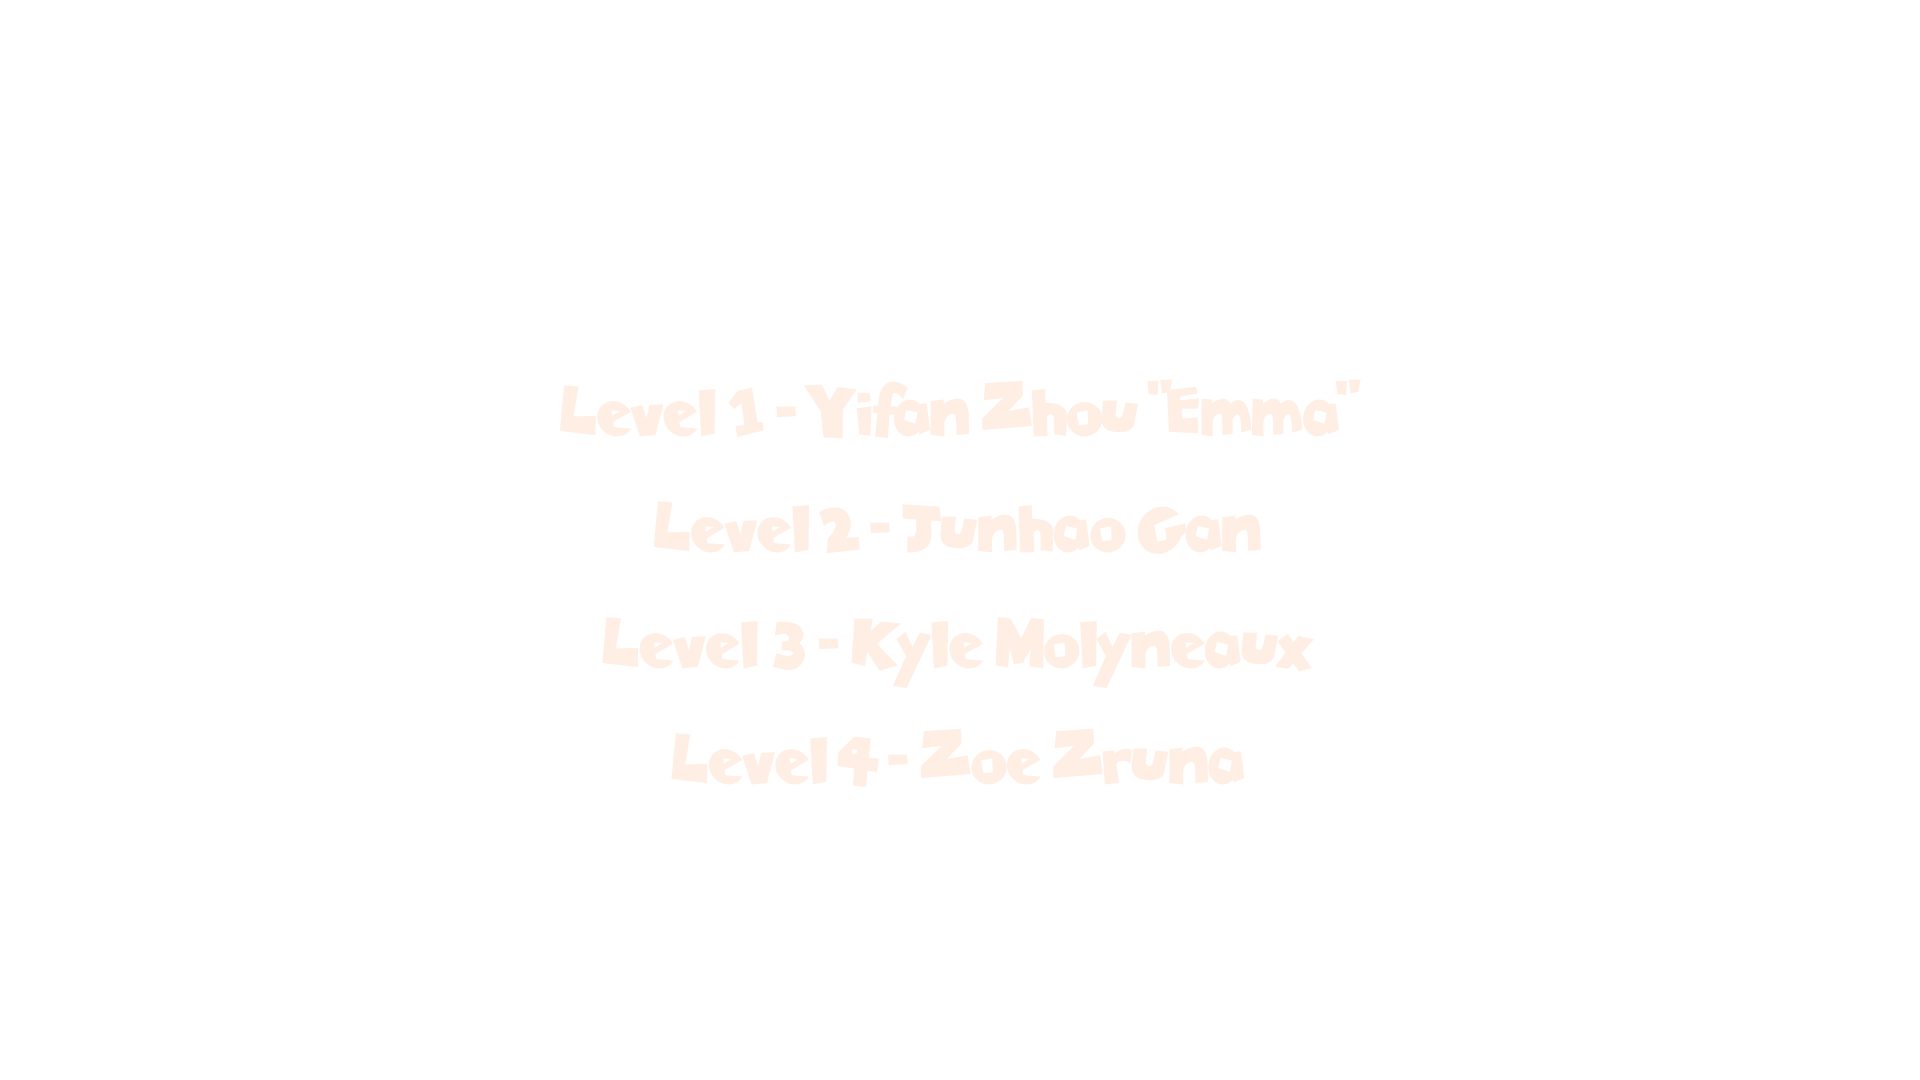 Level 1 - Yifan Zhou "Emma"
Level 2 - Junhao Gan
Level 3 - Kyle Molyneaux
Level 4 - Zoe Zruna